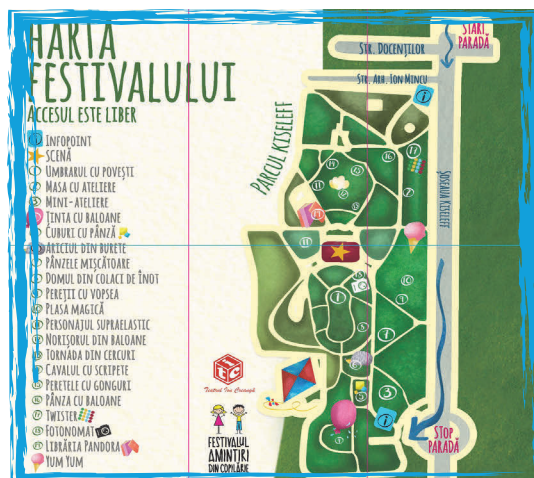 HARTA
FESTIVALULUI
ACCESUL ESTE LIBER
INFOPOINT
SCENĂ
UMBRARUL CU POVEȘTI
MASA CU ATELIERE
MINI-ATELIERE
ȚINTA CU BALOANE
CUBURI CU PÂNZĂ
ARICIUL DIN BURETE
PÂNZELE MIȘCĂTOARE
DOMUL DIN COLACI DE ÎNOT
PEREȚII CU VOPSEA
PLASA MAGICĂ
PERSONAJUL SUPRAELASTIC
NORIȘORUL DIN BALOANE
TORNADA DIN CERCURI
CAVALUL CU SCRIPETE
PERETELE CU GONGURI
PÂNZA CU BALOANE
TWISTER
FOTONOMAT
LIBRĂRIA PANDORA
YUM YUM
Teatrul Ion Creangă
FESTIVALUL
AMINTIRI
DIN COPILĂRIE
PARCUL KISELEFF
START
PARADĂ
STR. DOCENȚILOR
STR. ARH. ION MINCU
ȘOSEAUA KISELEFF
STOP
PARADĂ